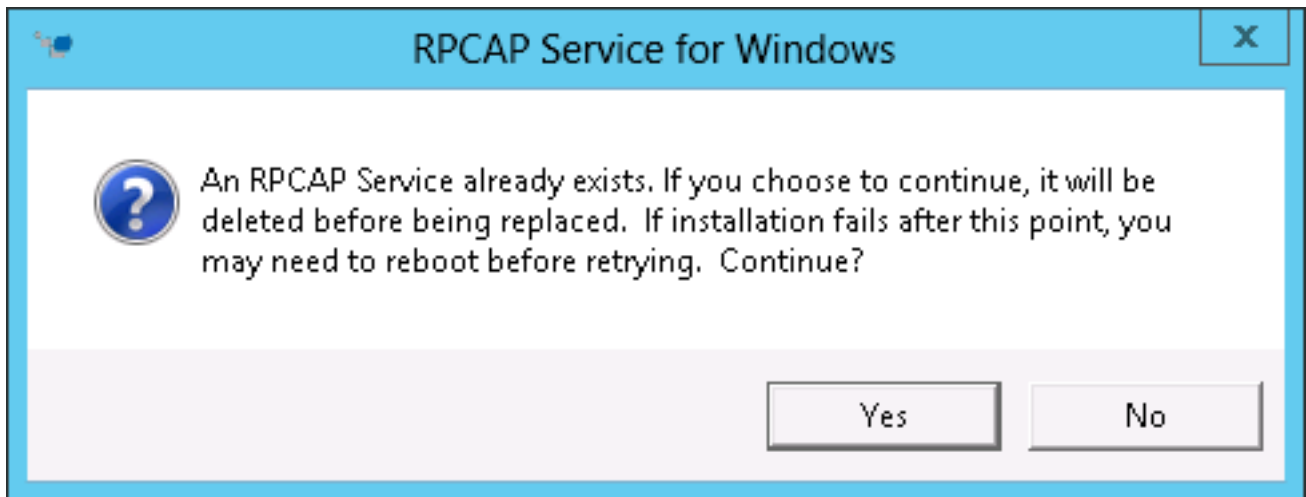 RPCAP Service for Windows
x
An RPCAP Service already exists. If you choose to continue, it will be
deleted before being replaced.  If installation fails after this point, you
may need to reboot before retrying.  Continue?
Yes
No